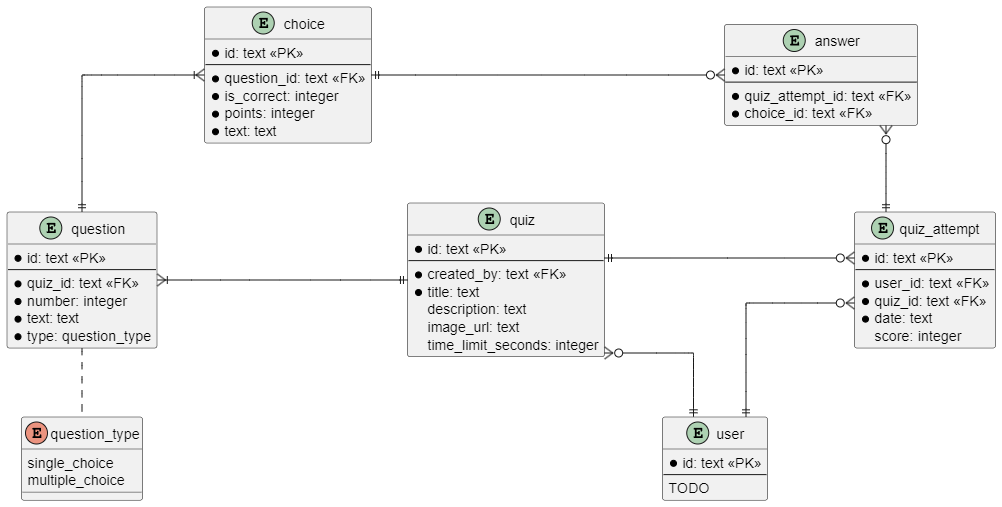 E choice
id: text «PK»
question_id: text «FK»
is_correct: integer
points: integer
text: text
E answer
id: text «PK»
quiz_attempt_id: text «FK»
choice_id: text «FK»
E question
id: text «PK»
quiz_id: text «FK»
number: integer
text: text
type: question_type
E quiz
id: text «PK»
created_by: text «FK»
title: text
description: text
image_url: text
time_limit_seconds: integer
E quiz_attempt
id: text «PK»
user_id: text «FK»
quiz_id: text «FK»
date: text
score: integer
E question_type
single_choice
multiple_choice
E user
id: text «PK»
TODO